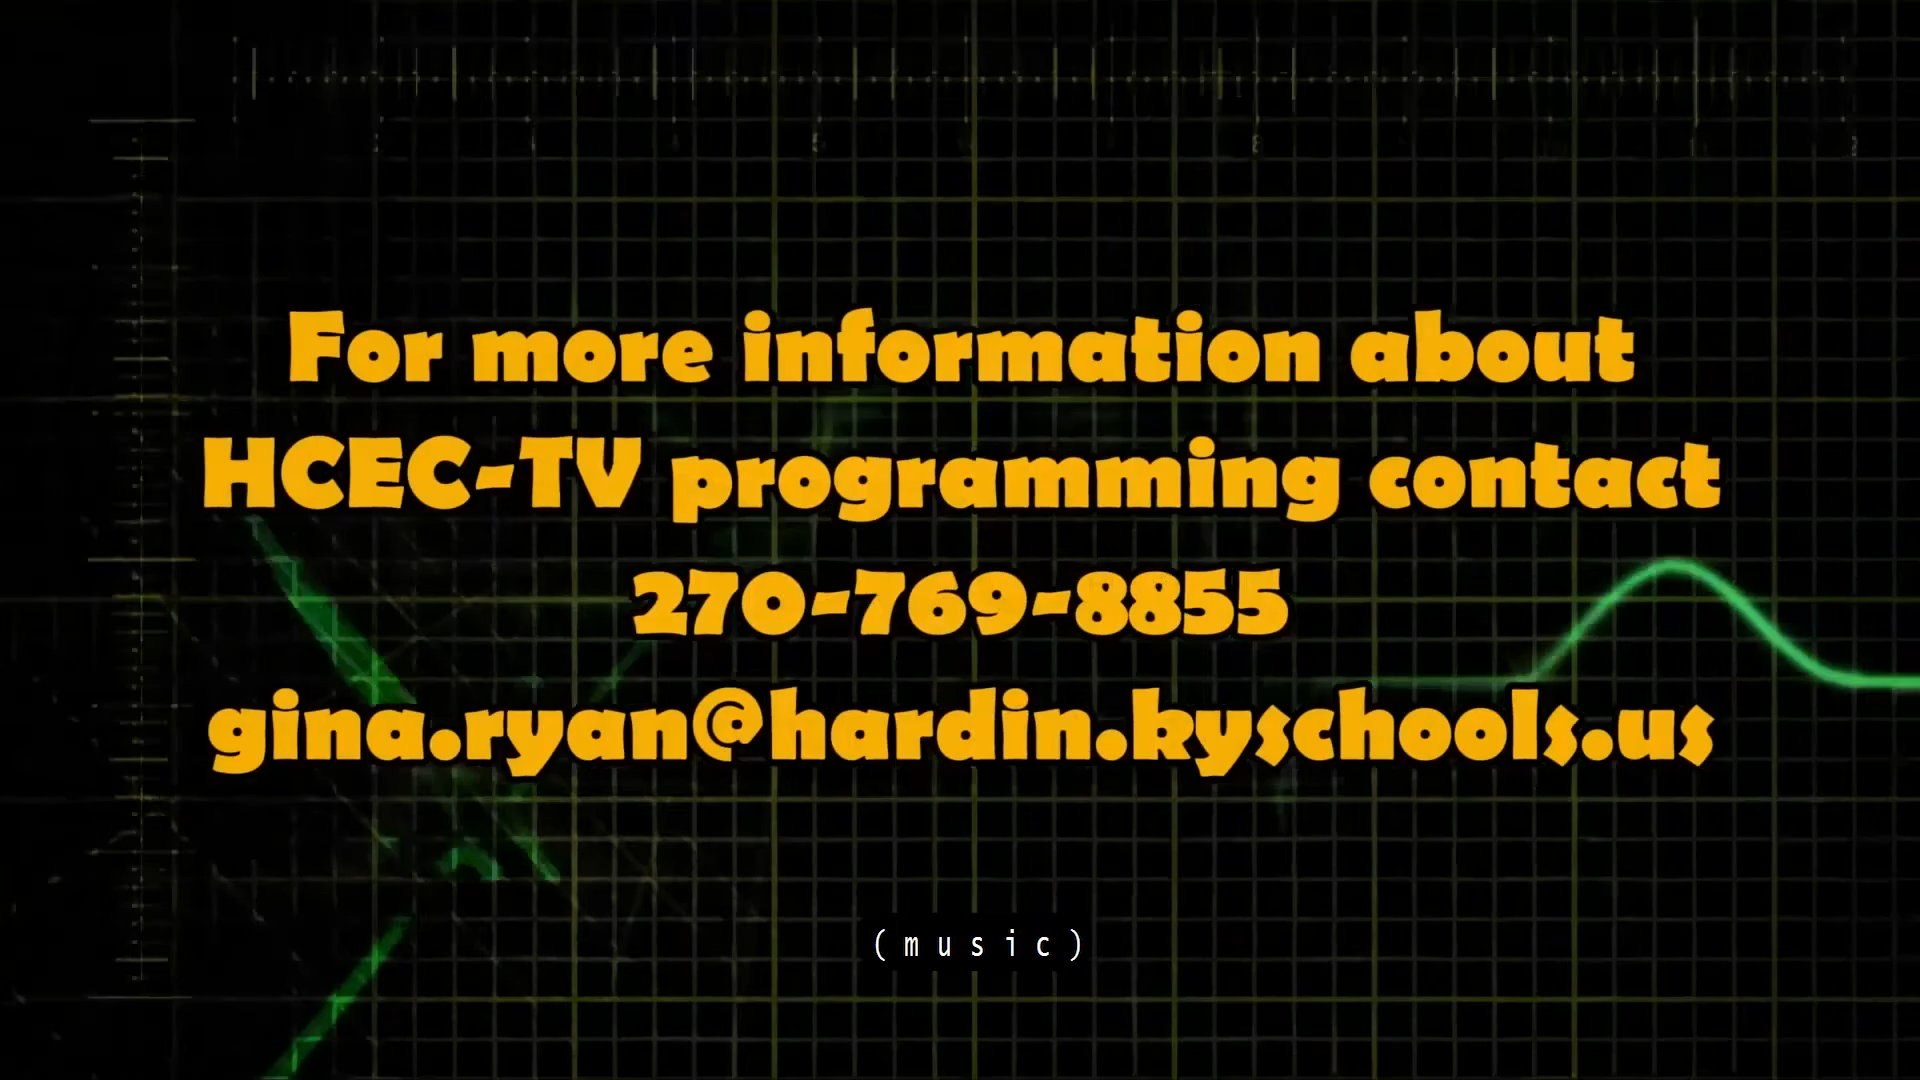 For more information about
HCEC-TV programming contact
270-769-8855
gina.ryan@hardin.kyschools.us
(music)